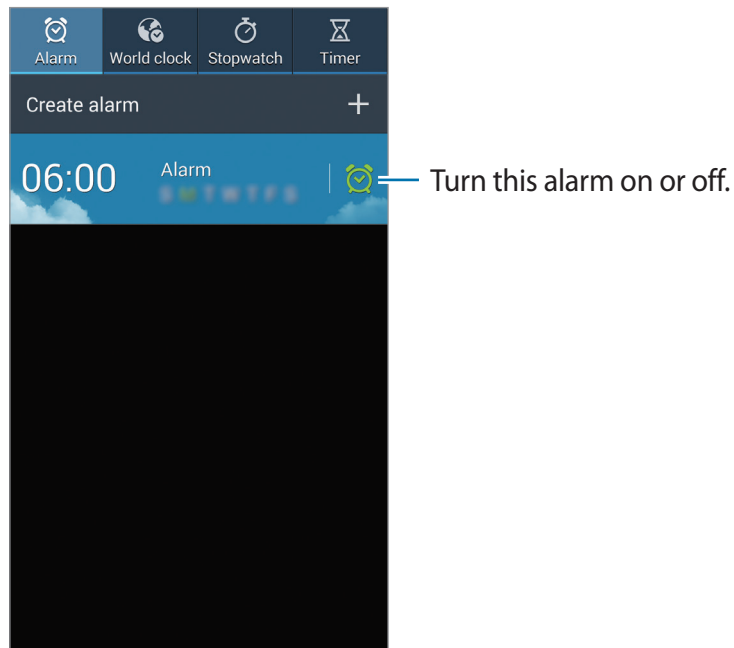 Alarm World clock Stopwatch Timer
Create alarm +
06:00 Alarm
S M T W T F S
Turn this alarm on or off.